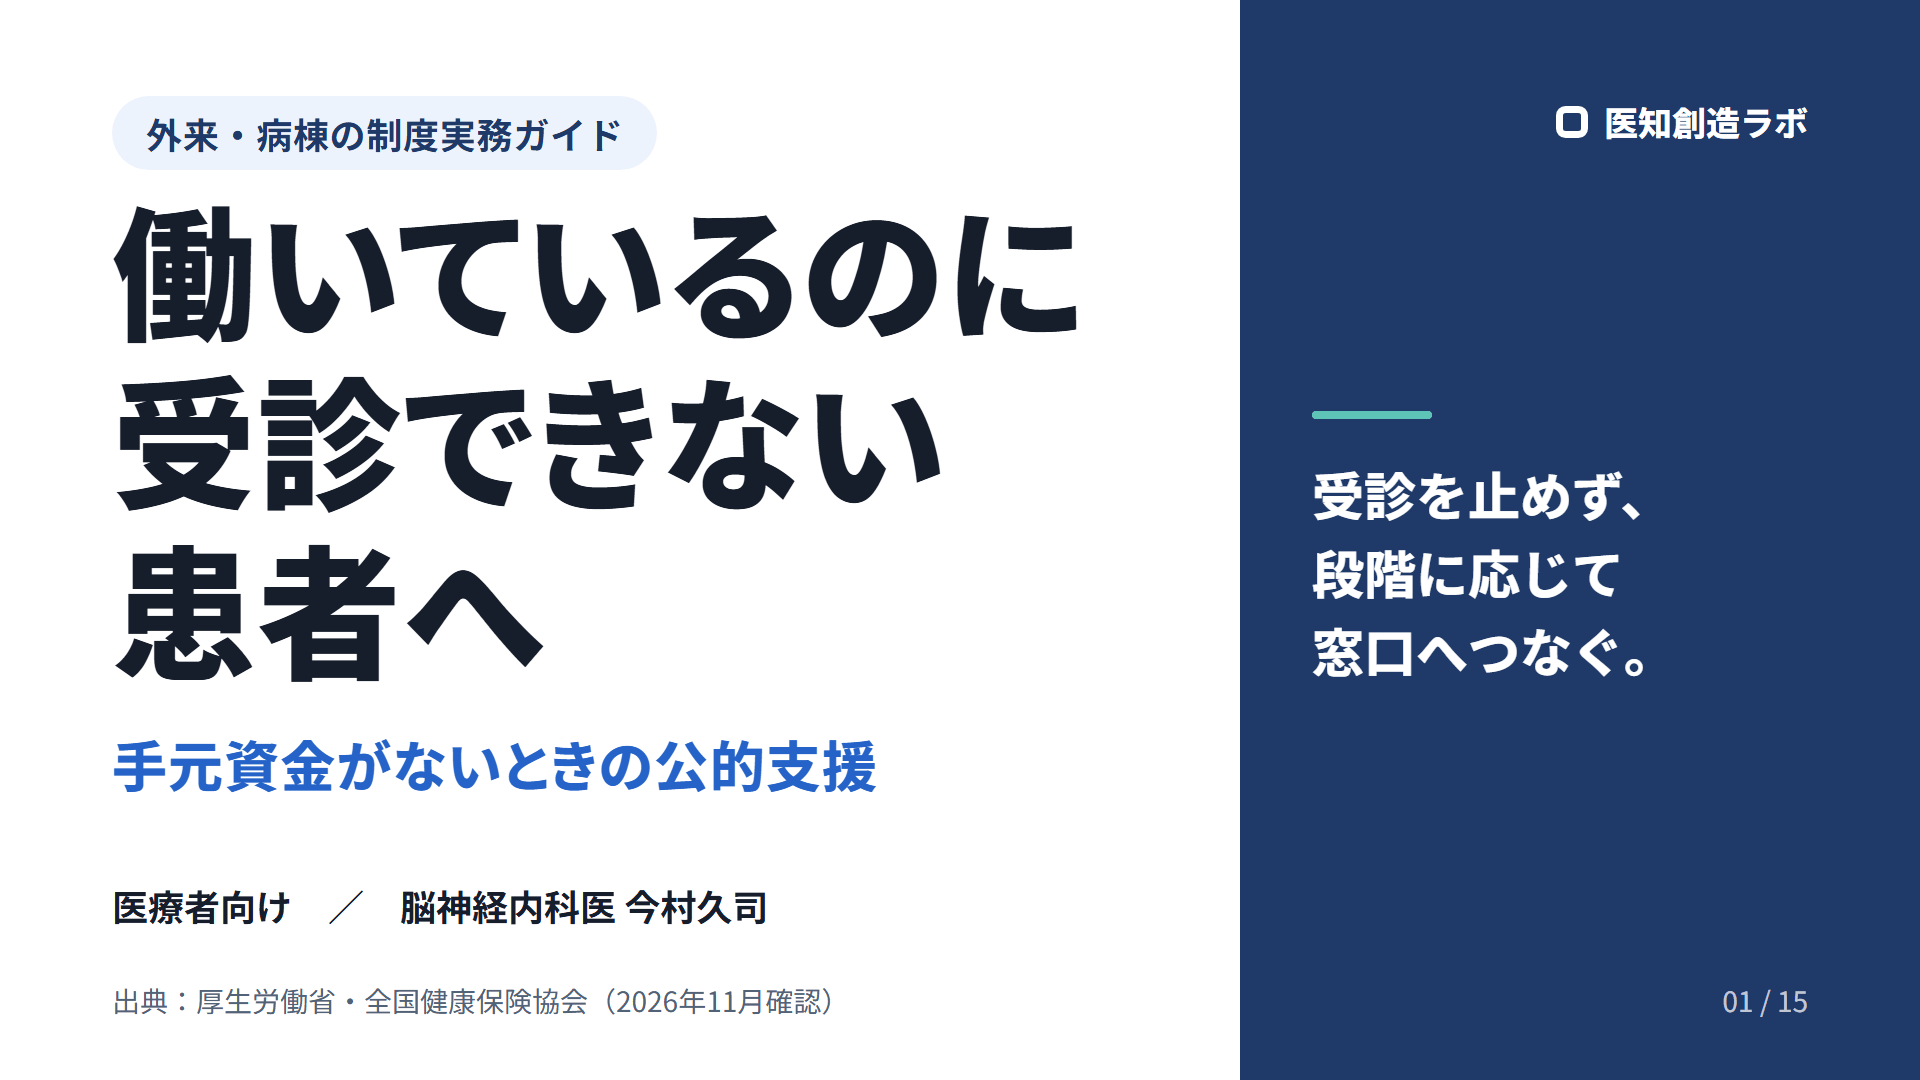 外来・病棟の制度実務ガイド
働いているのに
受診できない
患者へ
手元資金がないときの公的支援
医療者向け ／ 脳神経内科医 今村久司
出典：厚生労働省・全国健康保険協会（2026年11月確認）
医知創造ラボ
受診を止めず、
段階に応じて
窓口へつなぐ。
01 / 15